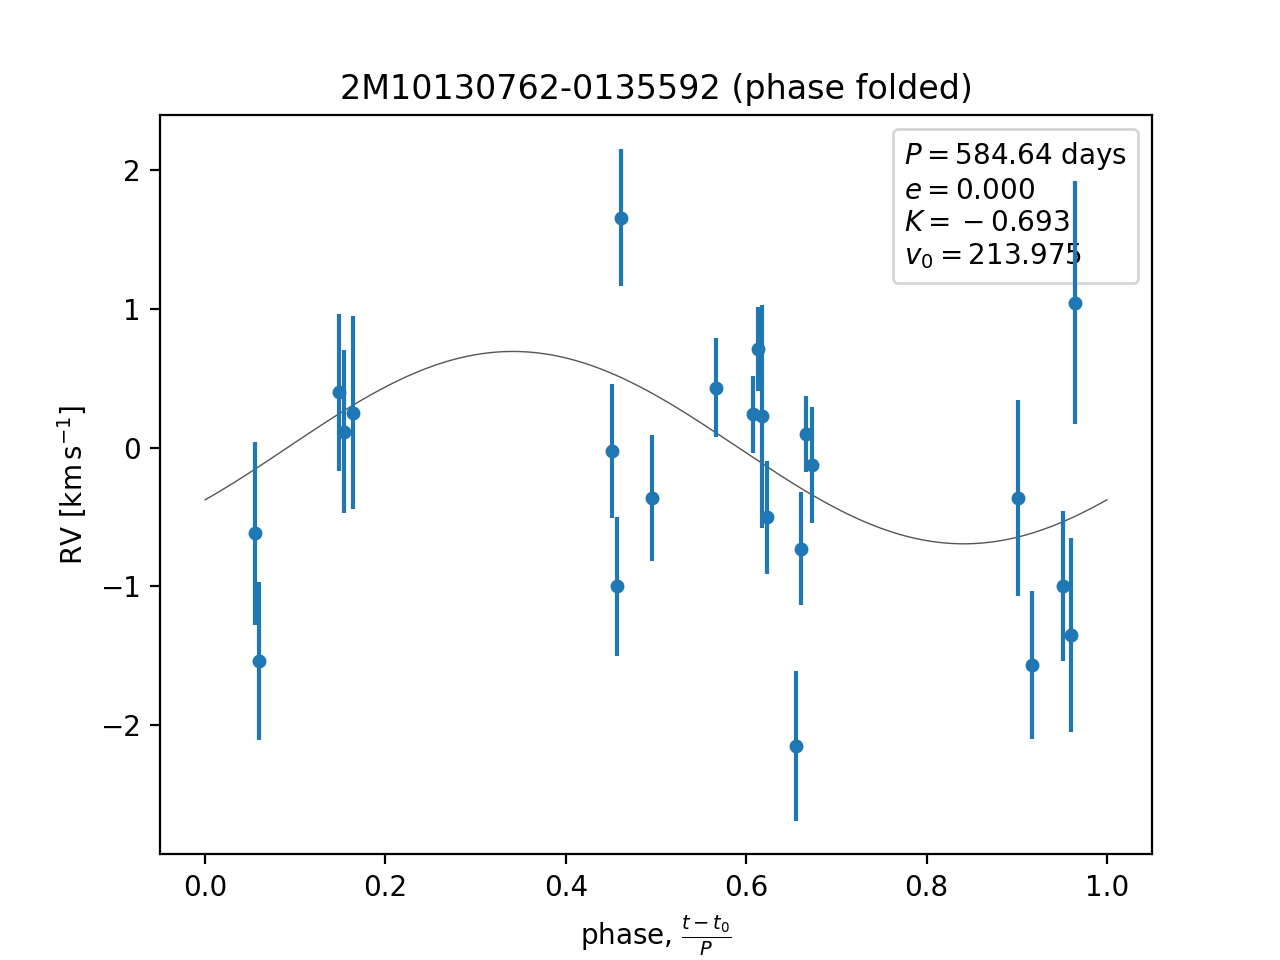 2M10130762-0135592 (phase folded)
P = 584.64 days
e = 0.000
K = −0.693
v₀ = 213.975
RV [km s⁻¹]
2
1
0
−1
−2
0.0 0.2 0.4 0.6 0.8 1.0
phase, (t − t₀)/P